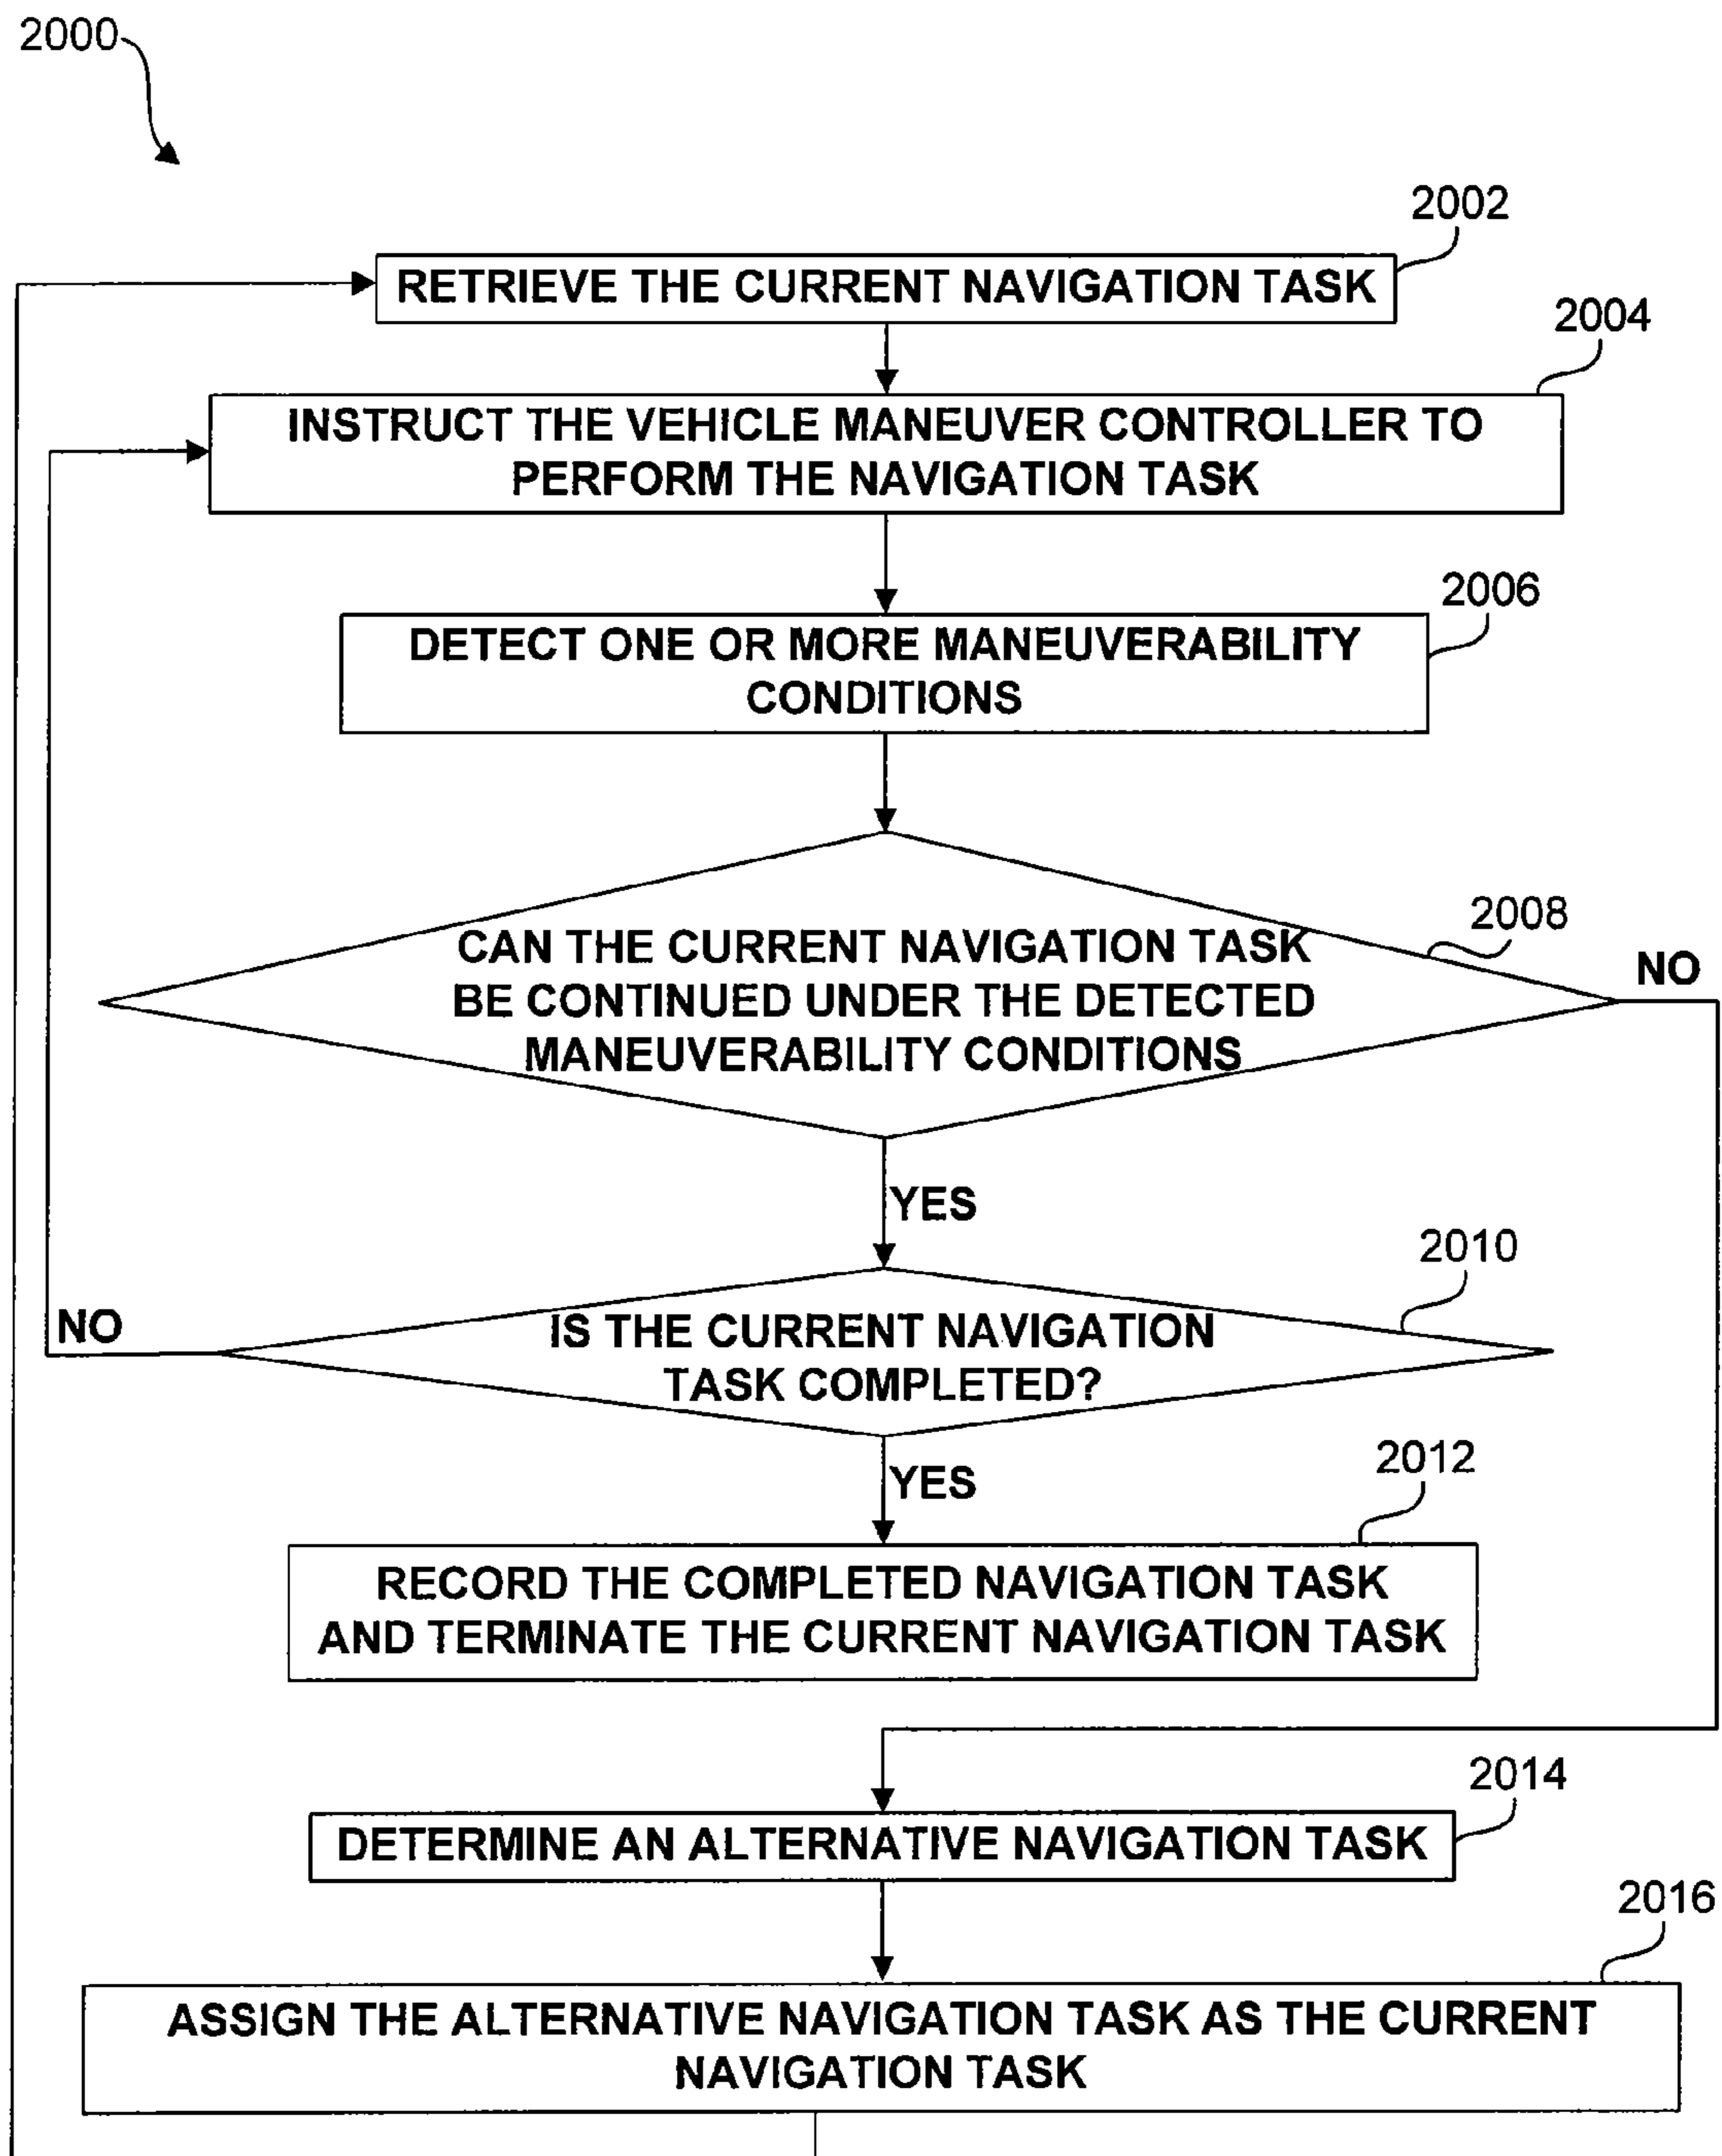 2000
2002
RETRIEVE THE CURRENT NAVIGATION TASK
2004
INSTRUCT THE VEHICLE MANEUVER CONTROLLER TO
PERFORM THE NAVIGATION TASK
2006
DETECT ONE OR MORE MANEUVERABILITY
CONDITIONS
2008
CAN THE CURRENT NAVIGATION TASK
BE CONTINUED UNDER THE DETECTED
MANEUVERABILITY CONDITIONS
NO
YES
2010
IS THE CURRENT NAVIGATION
TASK COMPLETED?
NO
YES
2012
RECORD THE COMPLETED NAVIGATION TASK
AND TERMINATE THE CURRENT NAVIGATION TASK
2014
DETERMINE AN ALTERNATIVE NAVIGATION TASK
2016
ASSIGN THE ALTERNATIVE NAVIGATION TASK AS THE CURRENT
NAVIGATION TASK